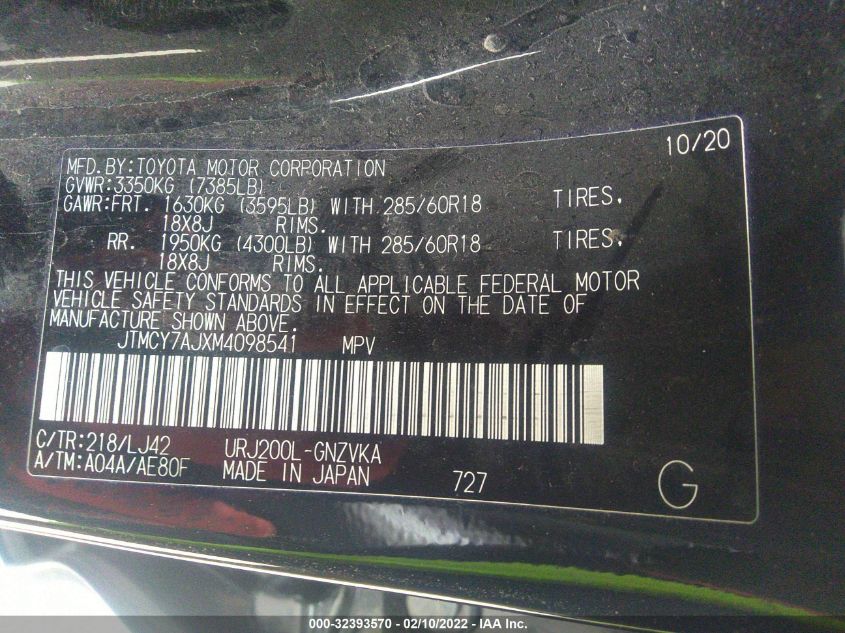 10/20
MFD.BY:TOYOTA MOTOR CORPORATION
GVWR:3350KG (7385LB)
GAWR:FRT. 1630KG (3595LB) WITH 285/60R18 TIRES,
18X8J RIMS.
RR. 1950KG (4300LB) WITH 285/60R18 TIRES,
18X8J RIMS.
THIS VEHICLE CONFORMS TO ALL APPLICABLE FEDERAL MOTOR
VEHICLE SAFETY STANDARDS IN EFFECT ON THE DATE OF
MANUFACTURE SHOWN ABOVE.
JTMCY7AJXM4098541 MPV
C/TR:218/LJ42 URJ200L-GNZVKA
A/TM:A04A/AE80F MADE IN JAPAN 727 G
000-32393570 - 02/10/2022 - IAA Inc.